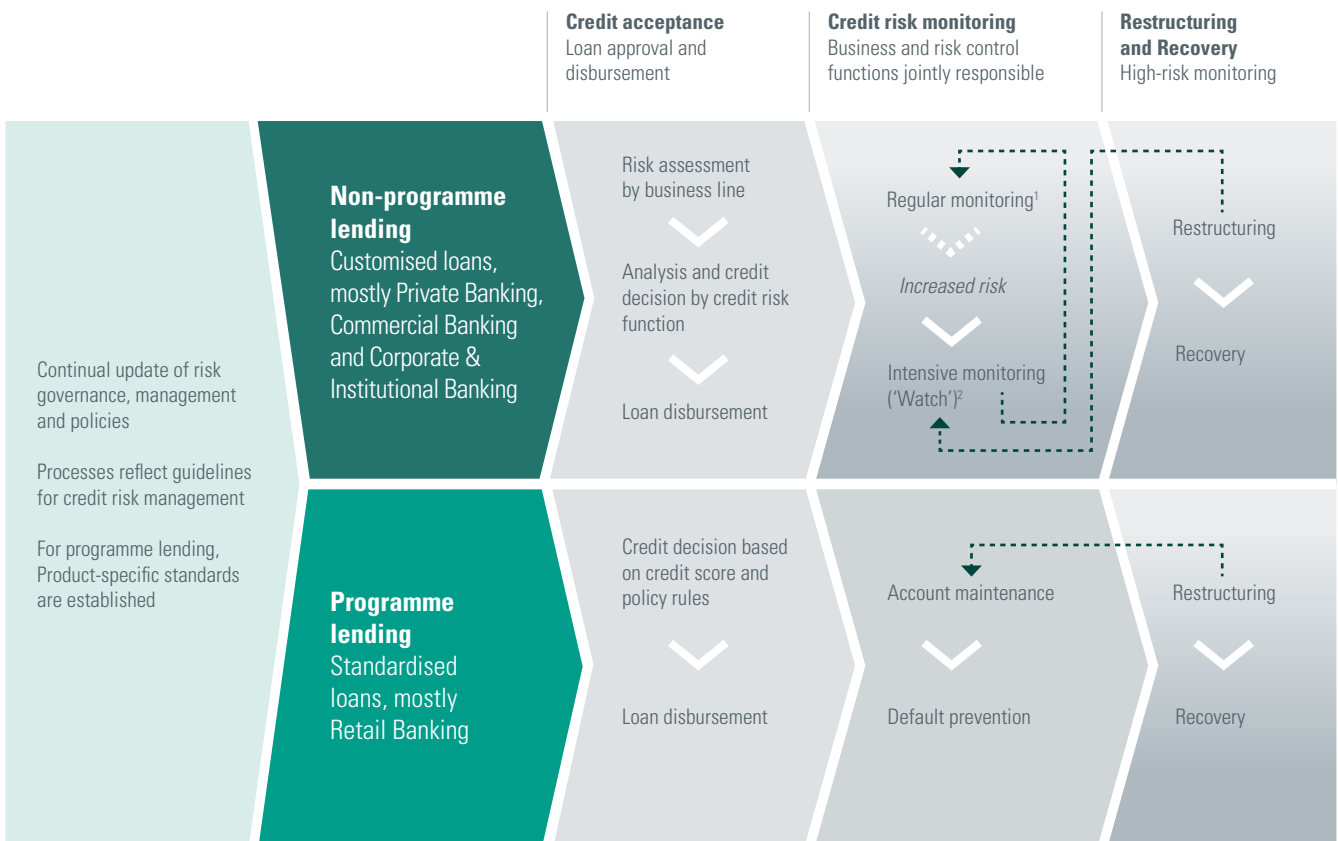 Credit acceptance
Loan approval and
disbursement
Credit risk monitoring
Business and risk control
functions jointly responsible
Restructuring
and Recovery
High-risk monitoring
Continual update of risk
governance, management
and policies
Processes reflect guidelines
for credit risk management
For programme lending,
Product-specific standards
are established
Non-programme
lending
Customised loans,
mostly Private Banking,
Commercial Banking
and Corporate &
Institutional Banking
Risk assessment
by business line
Analysis and credit
decision by credit risk
function
Loan disbursement
Regular monitoring¹
Increased risk
Intensive monitoring
(‘Watch’)²
Restructuring
Recovery
Programme
lending
Standardised
loans, mostly
Retail Banking
Credit decision based
on credit score and
policy rules
Loan disbursement
Account maintenance
Default prevention
Restructuring
Recovery